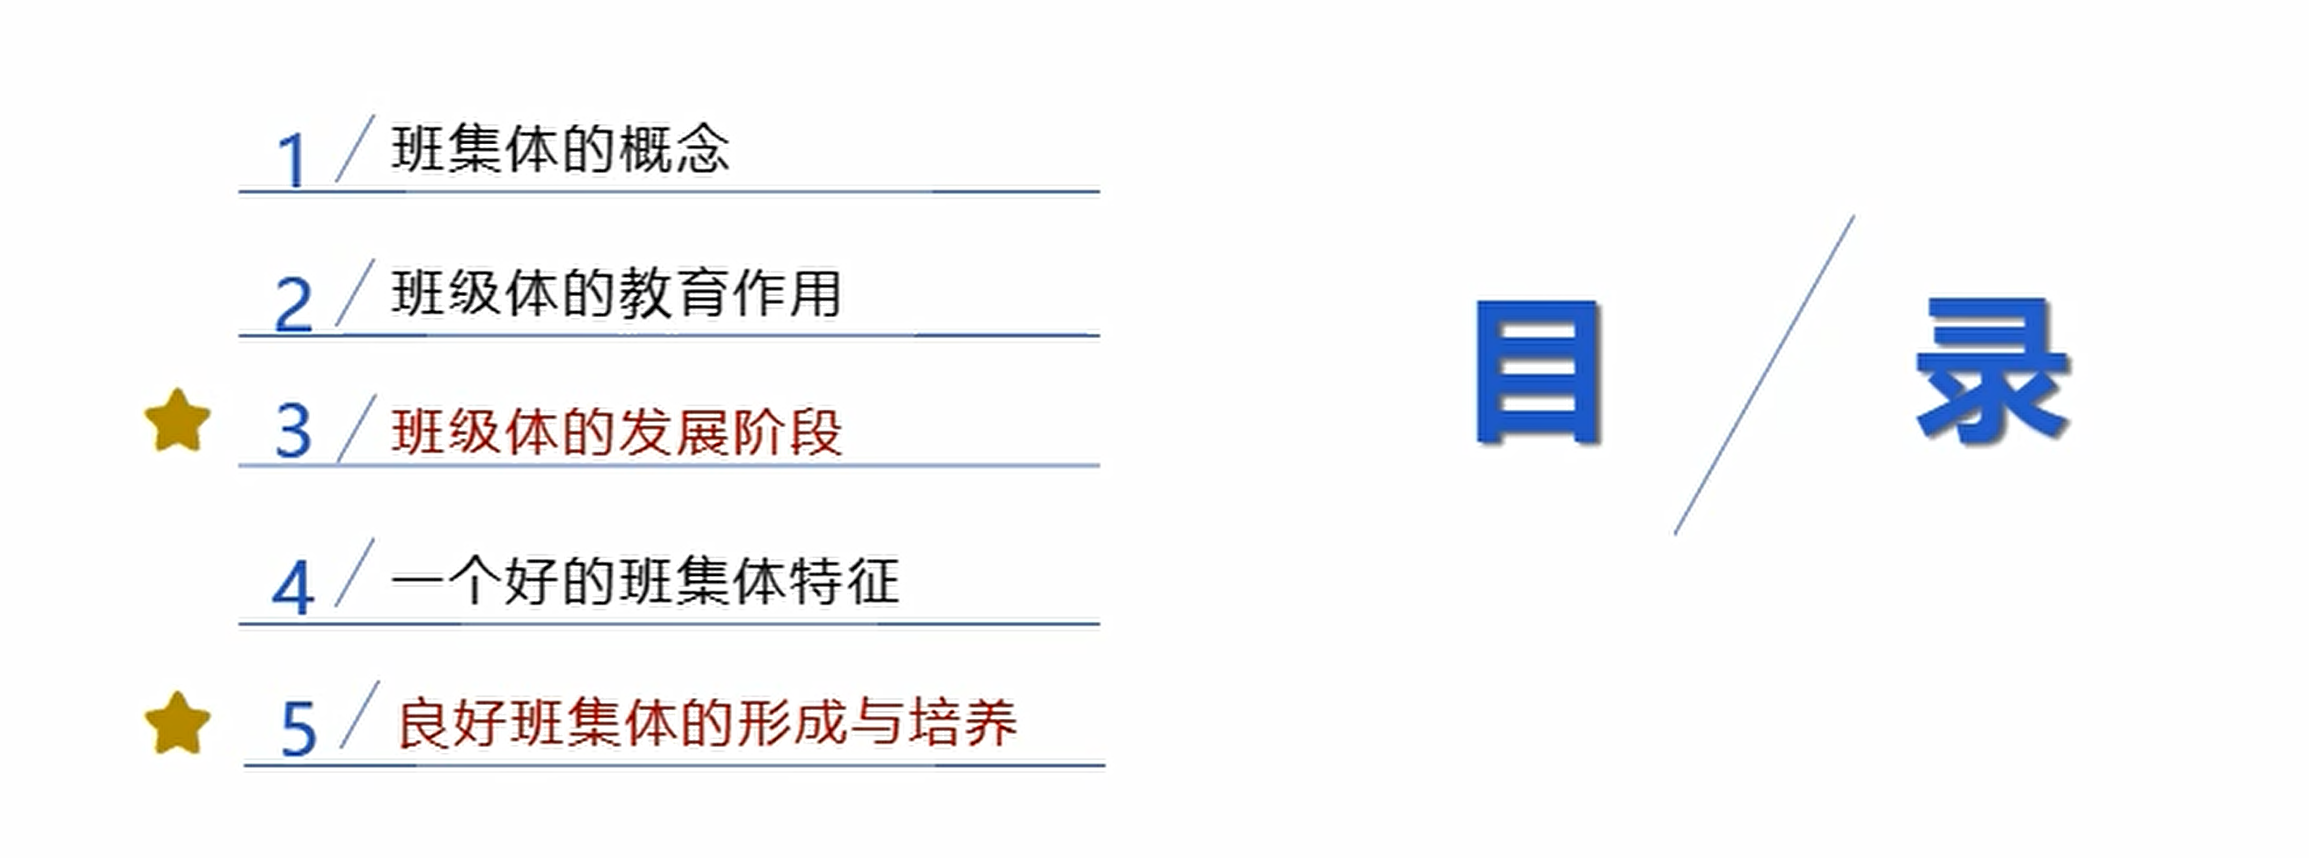 1 班集体的概念
2 班级体的教育作用
3 班级体的发展阶段
4 一个好的班集体特征
5 良好班集体的形成与培养
目 录